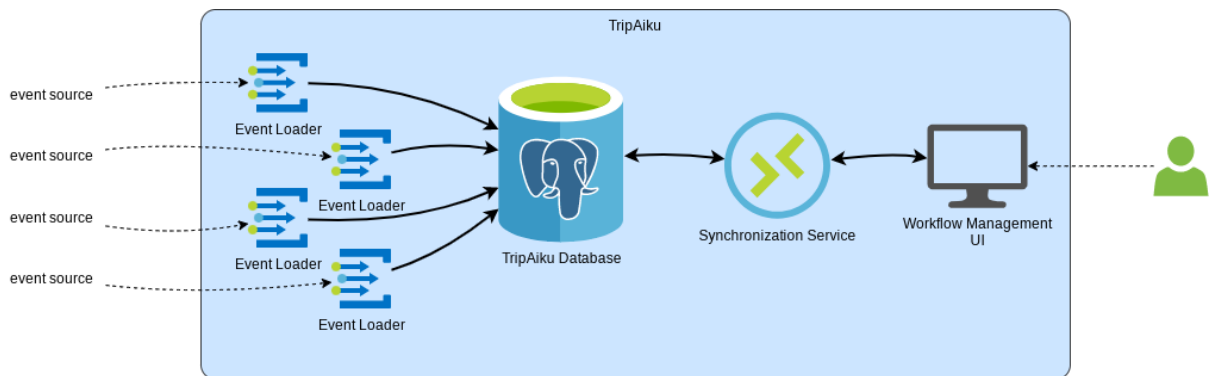 TripAiku
event source
Event Loader
event source
Event Loader
event source
Event Loader
event source
Event Loader
TripAiku Database
Synchronization Service
Workflow Management
UI